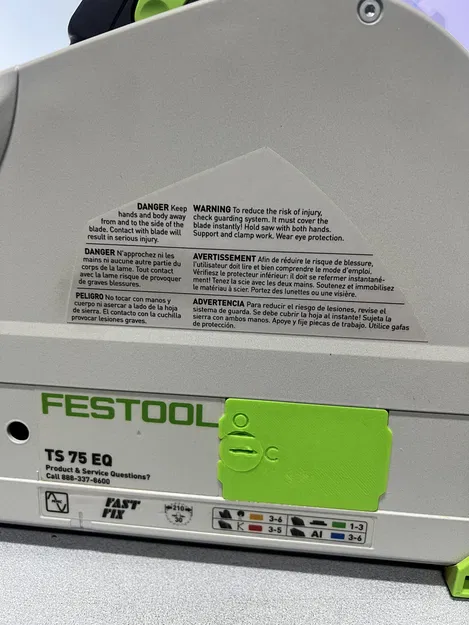 DANGER Keep
hands and body away
from and to the side of the
blade. Contact with blade will
result in serious injury.
WARNING To reduce the risk of injury,
check guarding system. It must cover the
blade instantly! Hold saw with both hands.
Support and clamp work. Wear eye protection.
DANGER N'approchez ni les
mains ni aucune autre partie du
corps de la lame. Tout contact
avec la lame risque de provoquer
de graves blessures.
AVERTISSEMENT Afin de réduire le risque de blessure,
l'utilisateur doit lire et bien comprendre le mode d'emploi.
Vérifiez le protecteur inférieur: il doit se refermer instantané-
ment! Tenez la scie avec les deux mains. Soutenez et immobilisez
le matériau à scier. Portez des lunettes ou une visière.
PELIGRO No tocar con manos y
cuerpo ni asercar a lado de la hoja
de sierra. El contacto con la cuchilla
provocar lesiones graves.
ADVERTENCIA Para reducir el riesgo de lesiones, revise el
sistema de guarda. Se debe cubrir la hoja al instante! Sujeta la
sierra con ambos manos. Apoye y fije piezas de trabajo. Utilice gafas
de protección.
FESTOOL
TS 75 EQ
Product & Service Questions?
Call 888-337-8600
FAST
FIX
210
30
3-6
1-3
3-5
Al
3-6